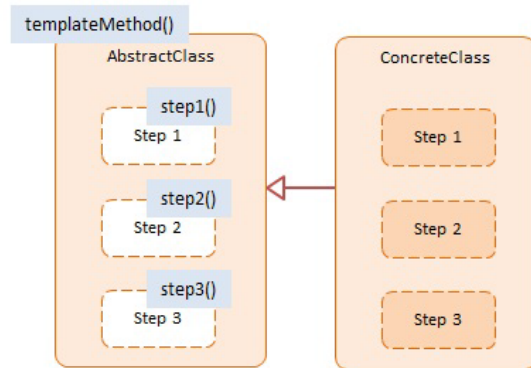 templateMethod()
AbstractClass
step1()
Step 1
step2()
Step 2
step3()
Step 3
ConcreteClass
Step 1
Step 2
Step 3